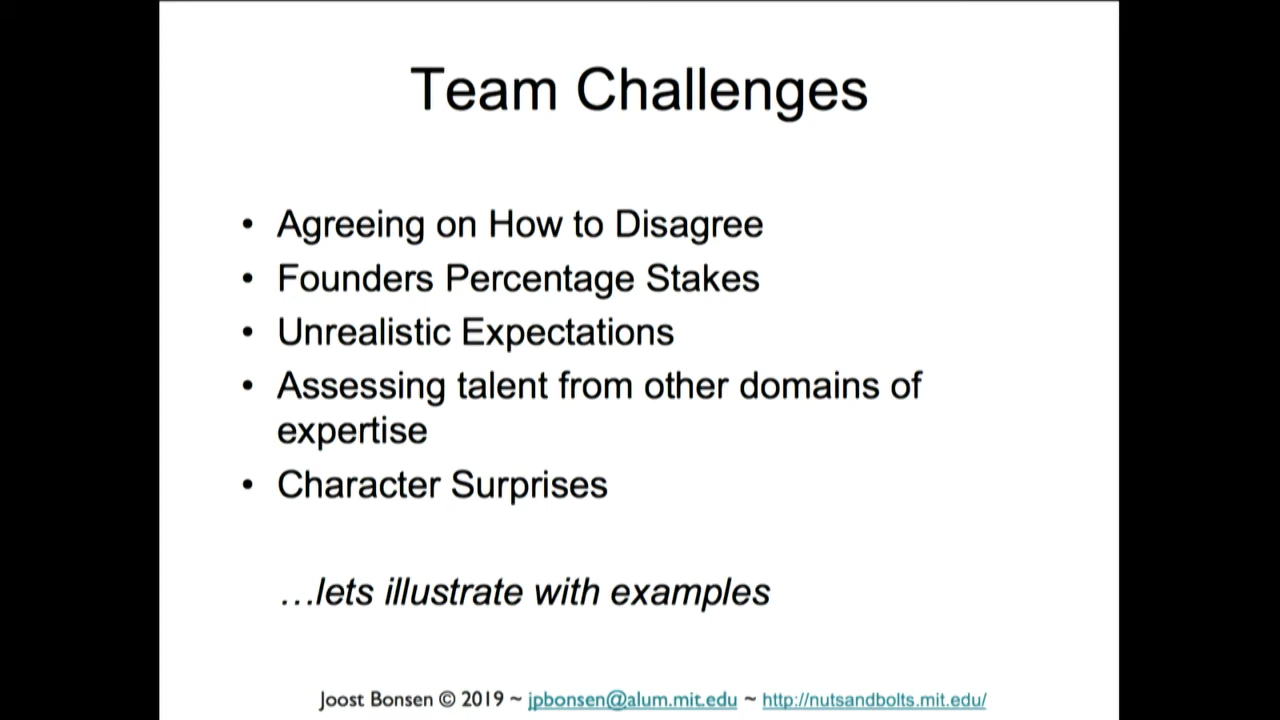 Team Challenges
• Agreeing on How to Disagree
• Founders Percentage Stakes
• Unrealistic Expectations
• Assessing talent from other domains of
expertise
• Character Surprises
…lets illustrate with examples
Joost Bonsen © 2019 ~ jpbonsen@alum.mit.edu ~ http://nutsandbolts.mit.edu/